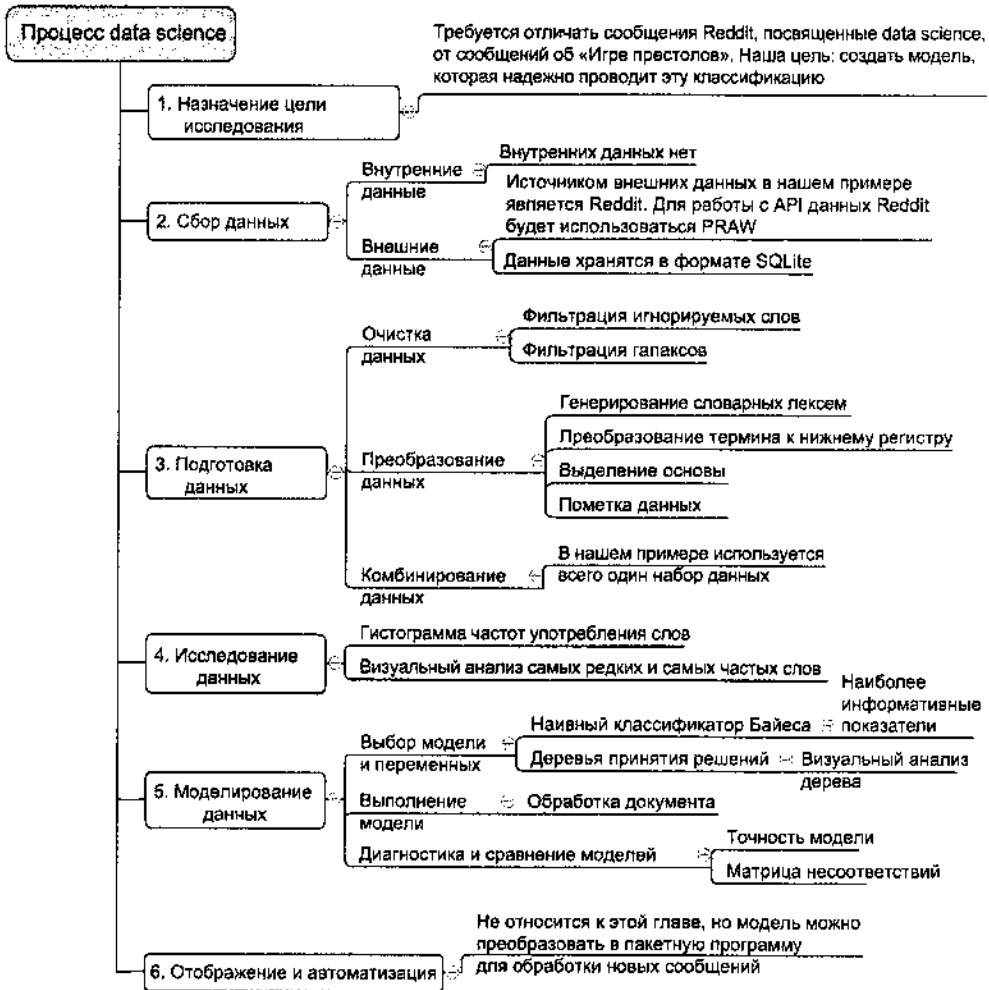 Процесс data science
Требуется отличать сообщения Reddit, посвященные data science,
от сообщений об «Игре престолов». Наша цель: создать модель,
которая надежно проводит эту классификацию
1. Назначение цели
исследования
Внутренние
данные
Внутренних данных нет
2. Сбор данных
Источником внешних данных в нашем примере
является Reddit. Для работы с API данных Reddit
будет использоваться PRAW
Внешние
данные
Данные хранятся в формате SQLite
Очистка
данных
Фильтрация игнорируемых слов
Фильтрация гапаксов
3. Подготовка
данных
Преобразование
данных
Генерирование словарных лексем
Преобразование термина к нижнему регистру
Выделение основы
Пометка данных
Комбинирование
данных
В нашем примере используется
всего один набор данных
4. Исследование
данных
Гистограмма частот употребления слов
Визуальный анализ самых редких и самых частых слов
5. Моделирование
данных
Выбор модели
и переменных
Наивный классификатор Байеса
Наиболее
информативные
показатели
Деревья принятия решений
Визуальный анализ
дерева
Выполнение
модели
Обработка документа
Диагностика и сравнение моделей
Точность модели
Матрица несоответствий
6. Отображение и автоматизация
Не относится к этой главе, но модель можно
преобразовать в пакетную программу
для обработки новых сообщений